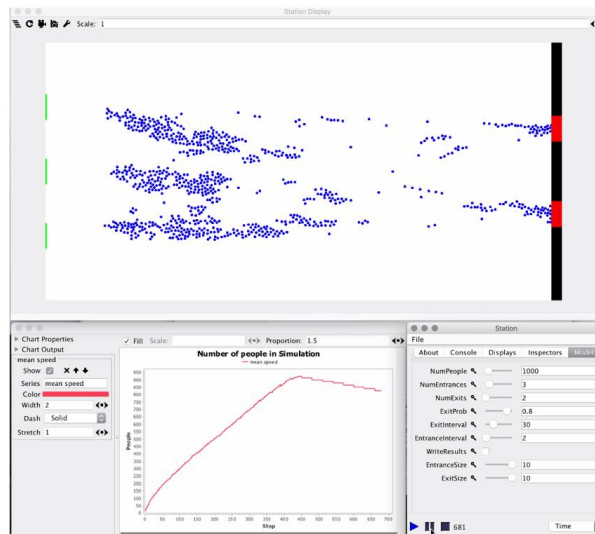 Station Display
Scale: 1
Chart Properties
Chart Output
mean speed
Show
Series mean speed
Color
Width 2
Dash Solid
Stretch 1
Fill Scale: Proportion: 1.5
Number of people in Simulation
mean speed
People
950
900
850
800
750
700
650
600
550
500
450
400
350
300
250
200
150
100
50
0
0 50 100 150 200 250 300 350 400 450 500 550 600 650 700
Step
Station
File
About Console Displays Inspectors Model
NumPeople 1000
NumEntrances 3
NumExits 2
ExitProb 0.8
ExitInterval 30
EntranceInterval 2
WriteResults
EntranceSize 10
ExitSize 10
681 Time